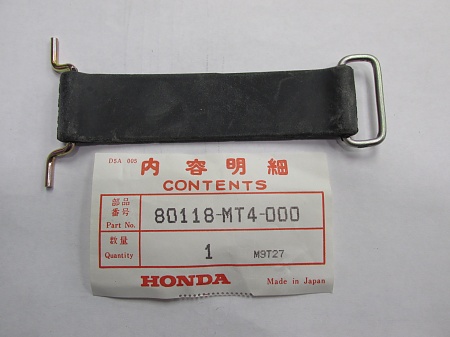 DSA 005
内容明細
CONTENTS
部品
番号
Part No.
80118-MT4-000
数量
Quantity
1
M9T27
HONDA
Made in Japan